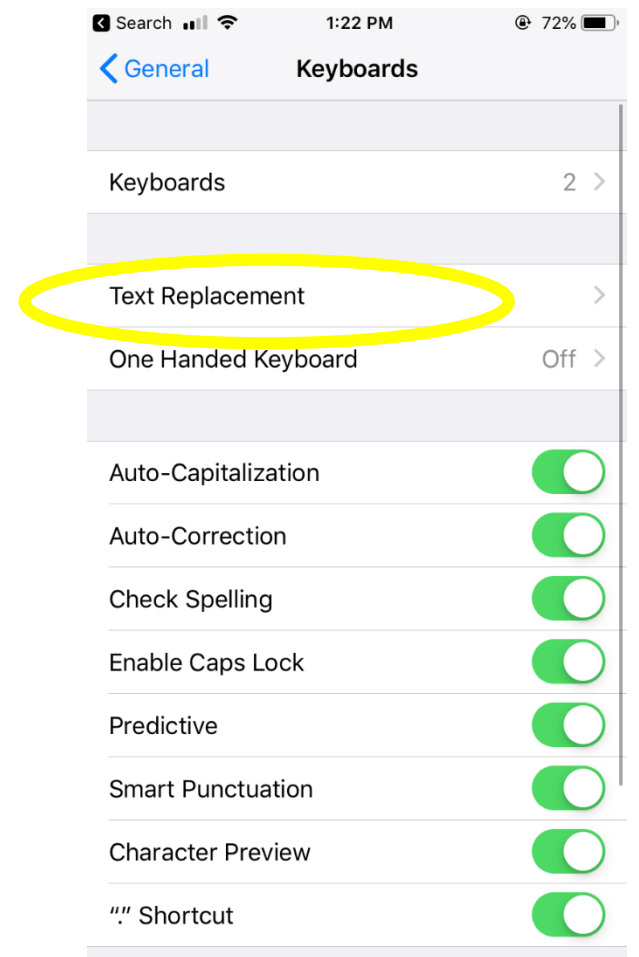 Search 1:22 PM 72%
General Keyboards
Keyboards 2
Text Replacement
One Handed Keyboard Off
Auto-Capitalization
Auto-Correction
Check Spelling
Enable Caps Lock
Predictive
Smart Punctuation
Character Preview
“.” Shortcut